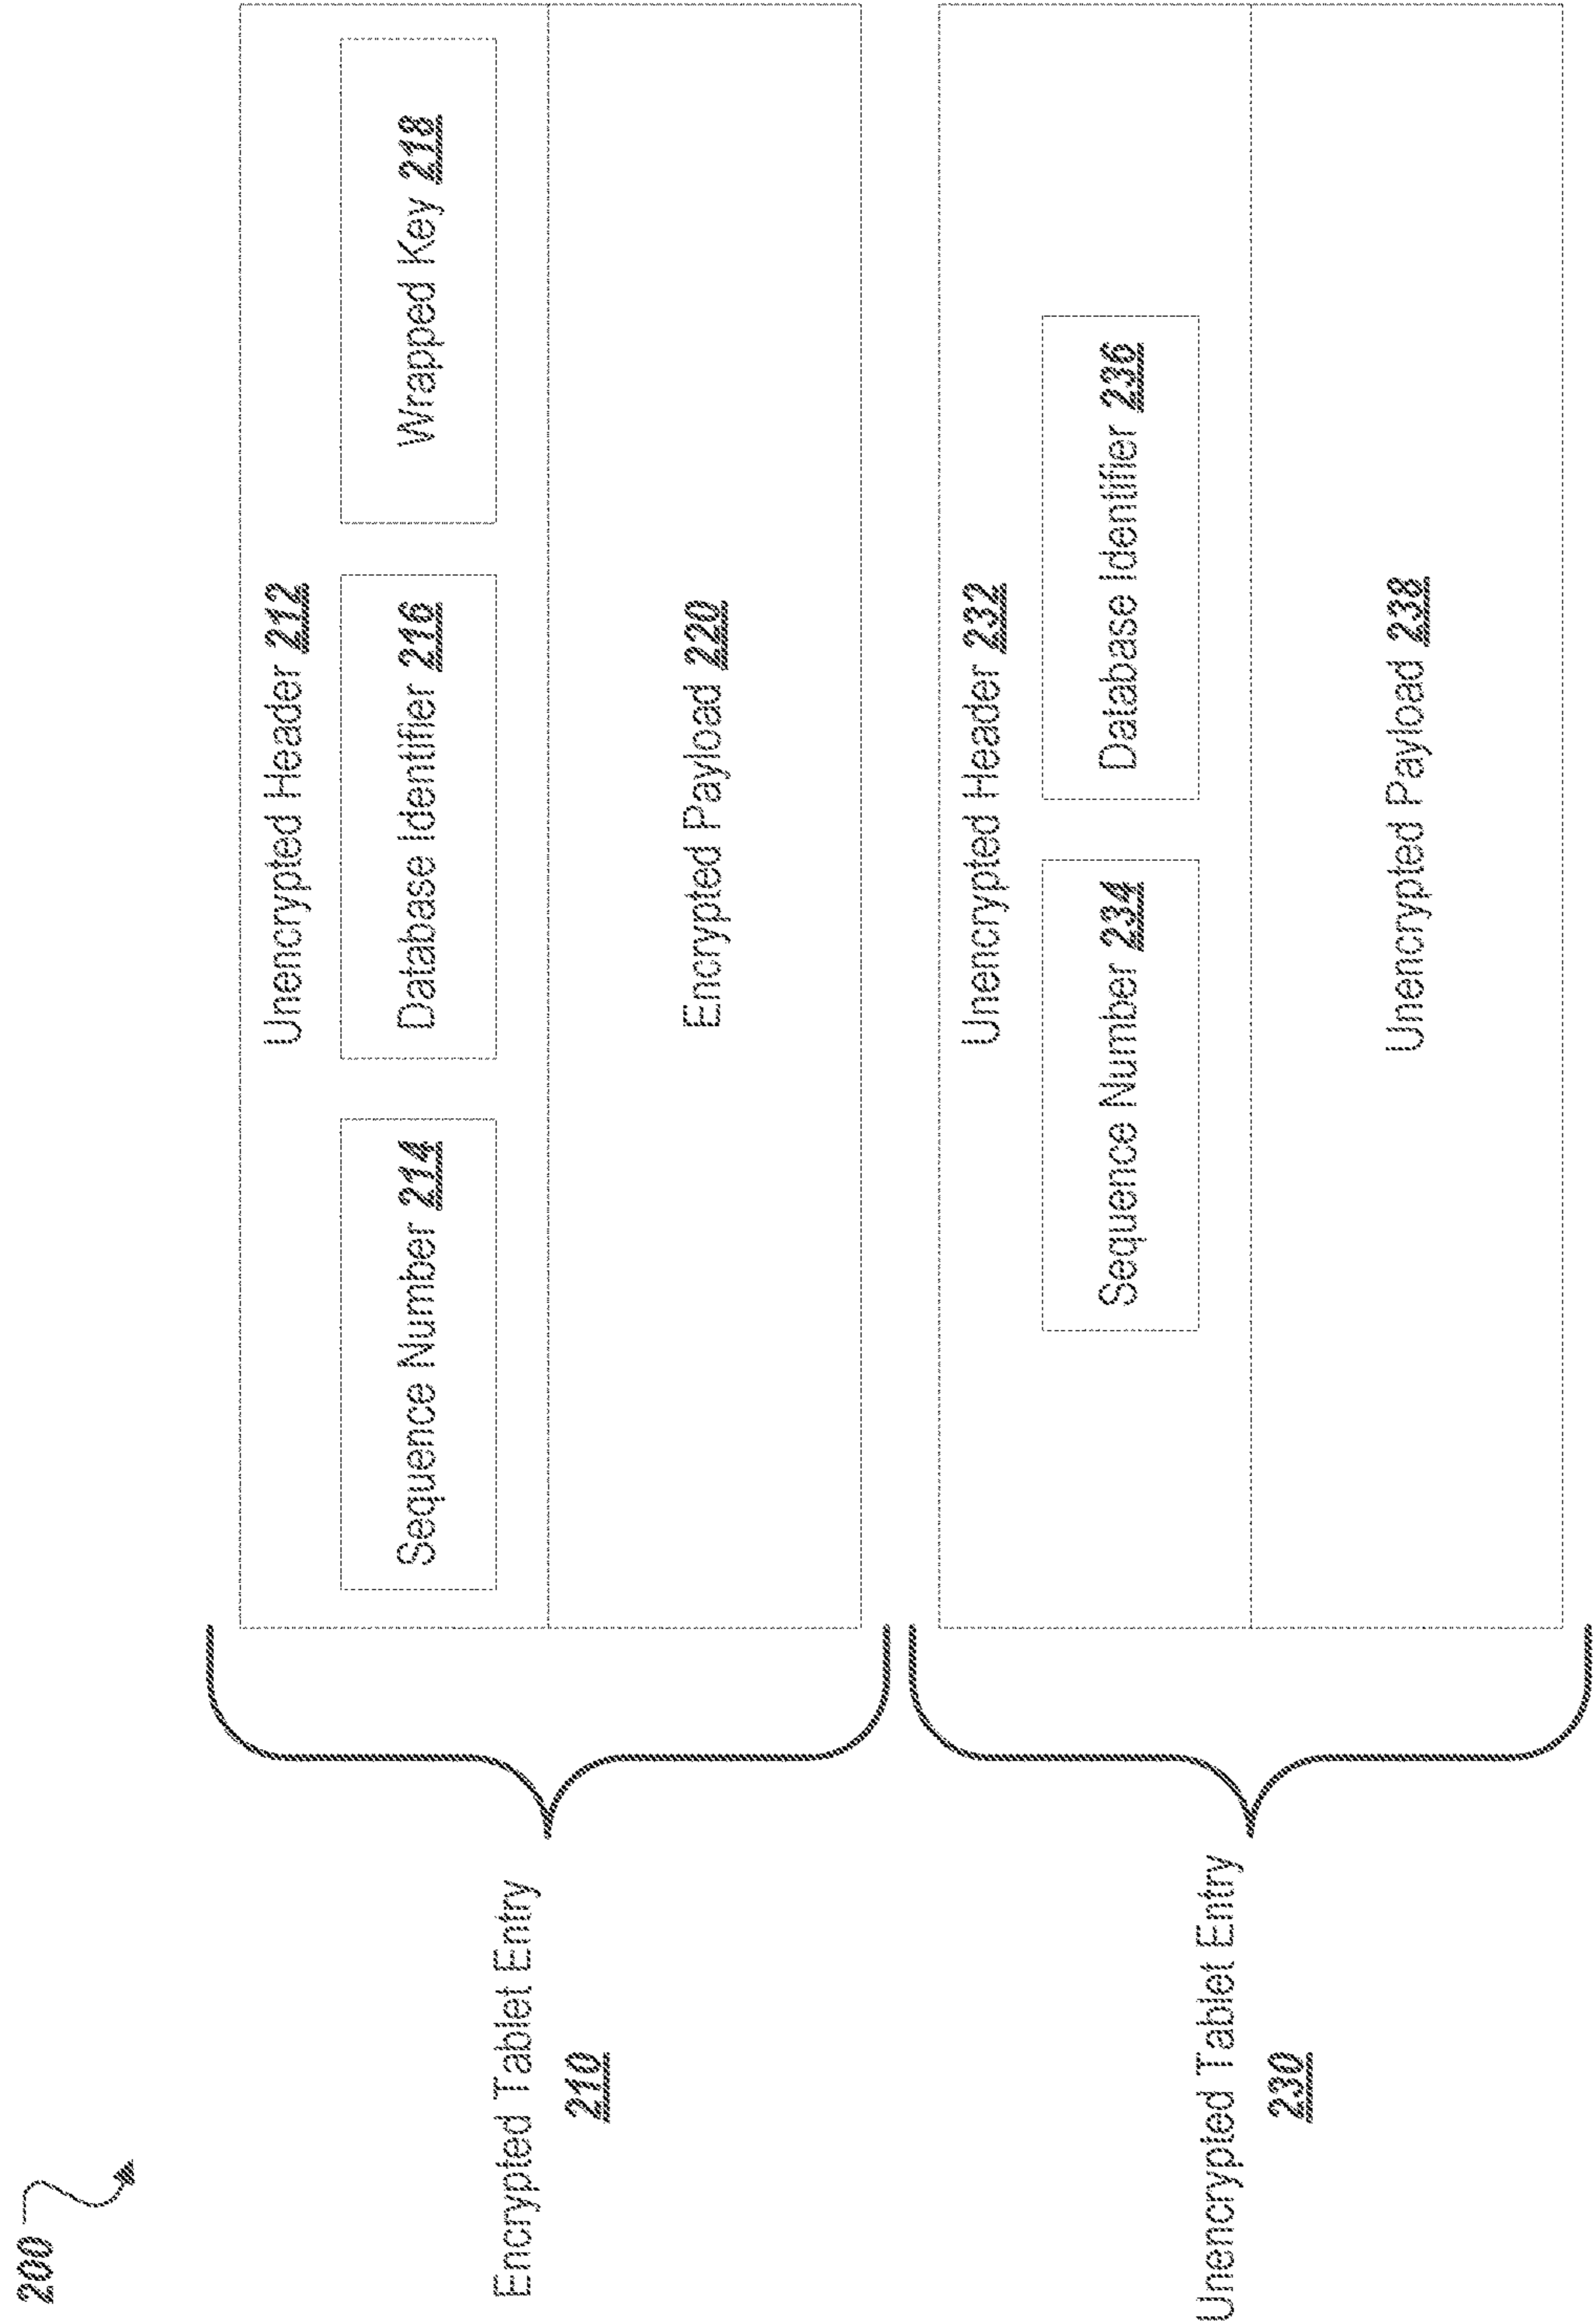 200
Encrypted Tablet Entry
210
Unencrypted Header 212
Sequence Number 214
Database Identifier 216
Wrapped Key 218
Encrypted Payload 220
Unencrypted Tablet Entry
230
Unencrypted Header 232
Sequence Number 234
Database Identifier 236
Unencrypted Payload 238